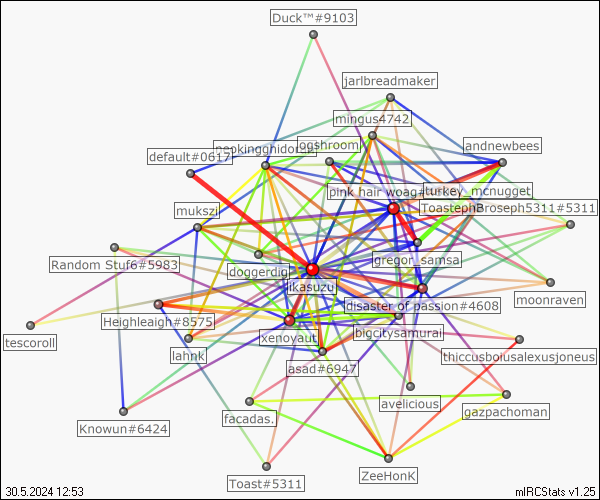 Duck™#9103
jarlbreadmaker
mingus4742
ogshroom
andnewbees
default#0617
pink hair woag
turkey_mcnugget
mukszi
ToastephBroseph5311#5311
gregor_samsa
Random Stuf6#5983
doggerdig
ikasuzu
moonraven
disaster of passion#4608
Heighleigh#8575
xenoyaut
bigcitysamurai
tescoroll
lahnk
thiccusboiusalexusjoneus
asad#6947
avelicious
gazpachoman
facadas.
Knowun#6424
ZeeHonK
Toast#5311
30.5.2024 12:53
mIRCStats v1.25